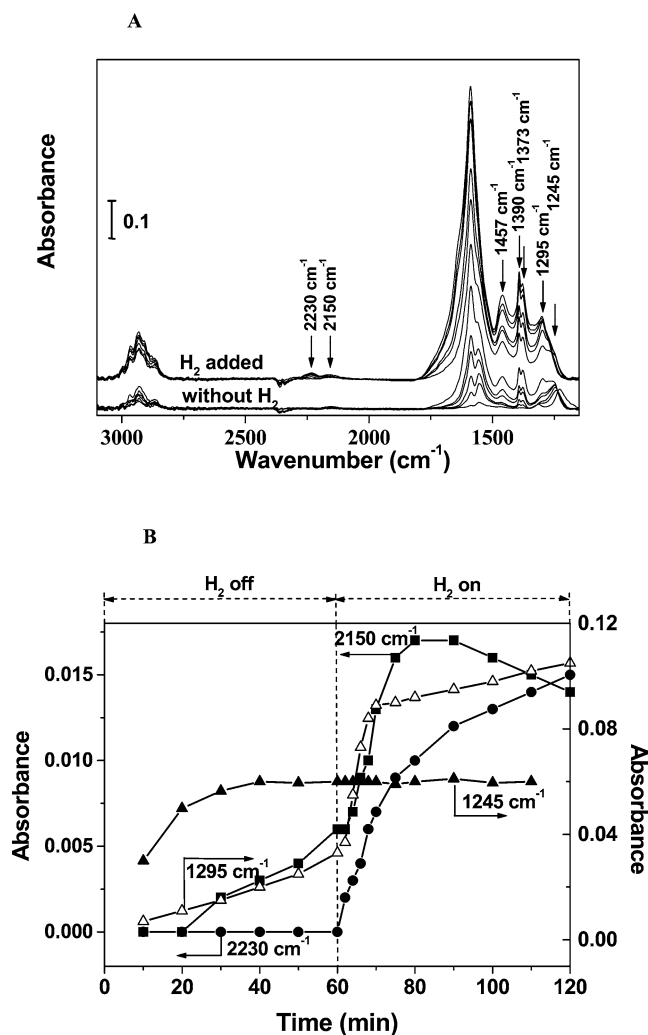 A
Absorbance
0.1
2230 cm⁻¹
2150 cm⁻¹
1457 cm⁻¹
1390 cm⁻¹
1373 cm⁻¹
1295 cm⁻¹
1245 cm⁻¹
H₂ added
without H₂
3000 2500 2000 1500
Wavenumber (cm⁻¹)
B
H₂ off H₂ on
Absorbance
0.015
0.010
0.005
0.000
2150 cm⁻¹
1245 cm⁻¹
1295 cm⁻¹
2230 cm⁻¹
0.12
0.08
0.04
0.00
Absorbance
0 20 40 60 80 100 120
Time (min)